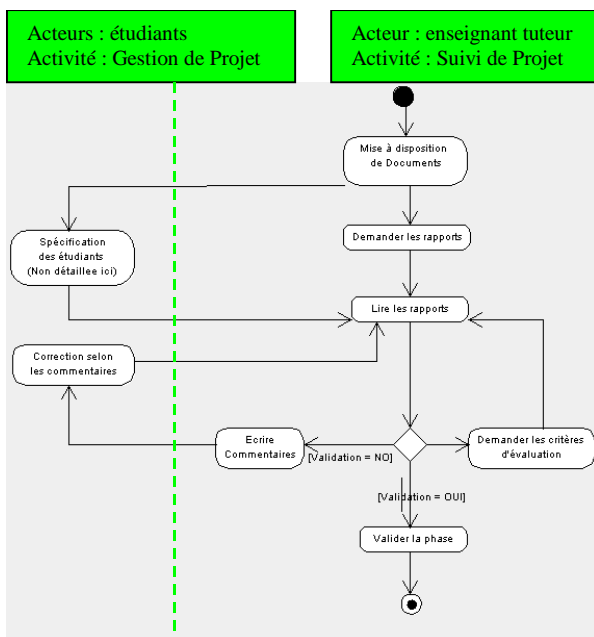 Acteurs : étudiants
Activité : Gestion de Projet
Acteur : enseignant tuteur
Activité : Suivi de Projet
Mise à disposition
de Documents
Spécification
des étudiants
(Non détaillee ici)
Demander les rapports
Lire les rapports
Correction selon
les commentaires
Ecrire
Commentaires
[Validation = NO]
Demander les critères
d'évaluation
[Validation = OUI]
Valider la phase